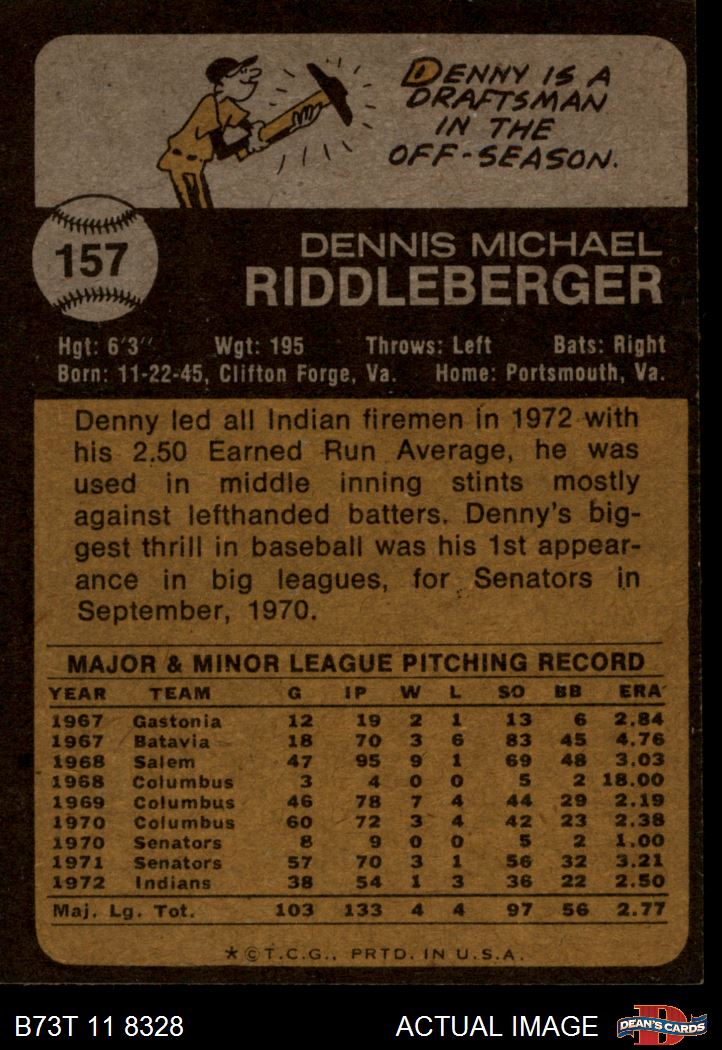 DENNY IS A
DRAFTSMAN
IN THE
OFF-SEASON.
157
DENNIS MICHAEL
RIDDLEBERGER
Hgt: 6'3" Wgt: 195 Throws: Left Bats: Right
Born: 11-22-45, Clifton Forge, Va. Home: Portsmouth, Va.
Denny led all Indian firemen in 1972 with
his 2.50 Earned Run Average, he was
used in middle inning stints mostly
against lefthanded batters. Denny's big-
gest thrill in baseball was his 1st appear-
ance in big leagues, for Senators in
September, 1970.
MAJOR & MINOR LEAGUE PITCHING RECORD
YEAR TEAM G IP W L SO BB ERA
1967 Gastonia 12 19 2 1 13 6 2.84
1967 Batavia 18 70 3 6 83 45 4.76
1968 Salem 47 95 9 1 69 48 3.03
1968 Columbus 3 4 0 0 5 2 18.00
1969 Columbus 46 78 7 4 44 29 2.19
1970 Columbus 60 72 3 4 42 23 2.38
1970 Senators 8 9 0 0 5 2 1.00
1971 Senators 57 70 3 1 56 32 3.21
1972 Indians 38 54 1 3 36 22 2.50
Maj. Lg. Tot. 103 133 4 4 97 56 2.77
*©T.C.G., PRTD. IN U.S.A.
B73T 11 8328 ACTUAL IMAGE D DEAN'S CARDS